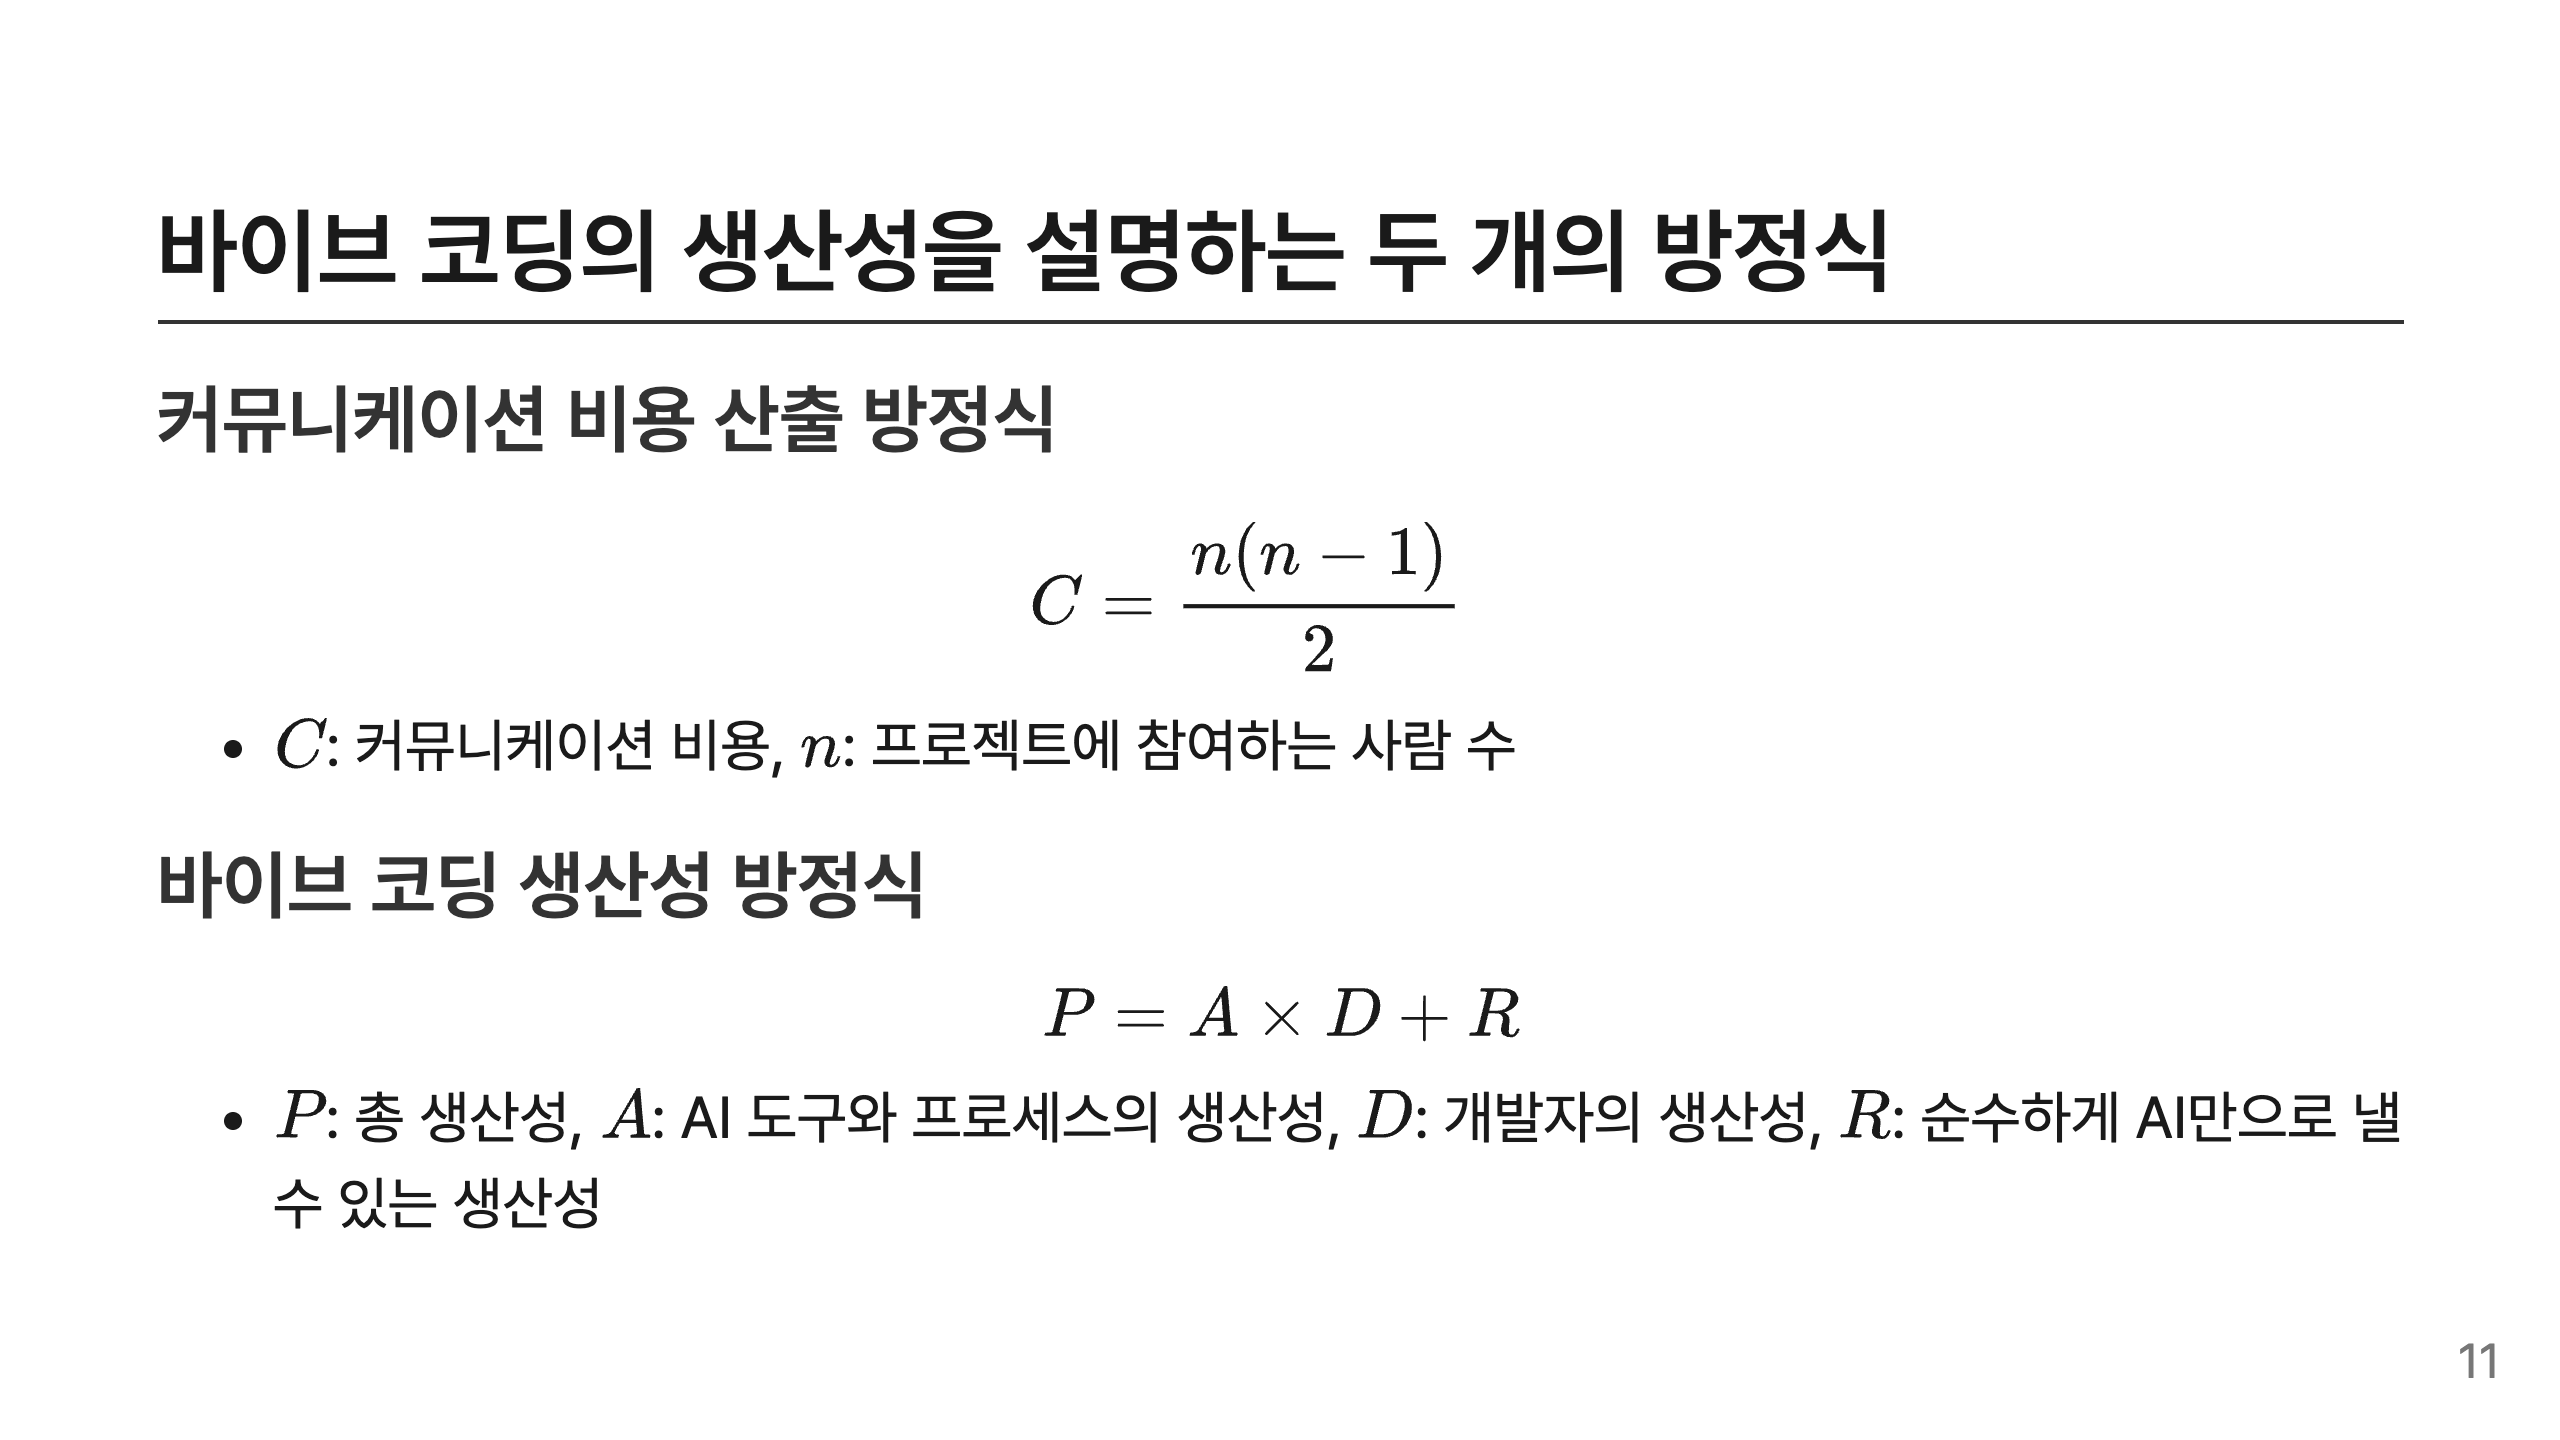 바이브 코딩의 생산성을 설명하는 두 개의 방정식
커뮤니케이션 비용 산출 방정식
C = n(n − 1) / 2
• C: 커뮤니케이션 비용, n: 프로젝트에 참여하는 사람 수
바이브 코딩 생산성 방정식
P = A × D + R
• P: 총 생산성, A: AI 도구와 프로세스의 생산성, D: 개발자의 생산성, R: 순수하게 AI만으로 낼
수 있는 생산성
11